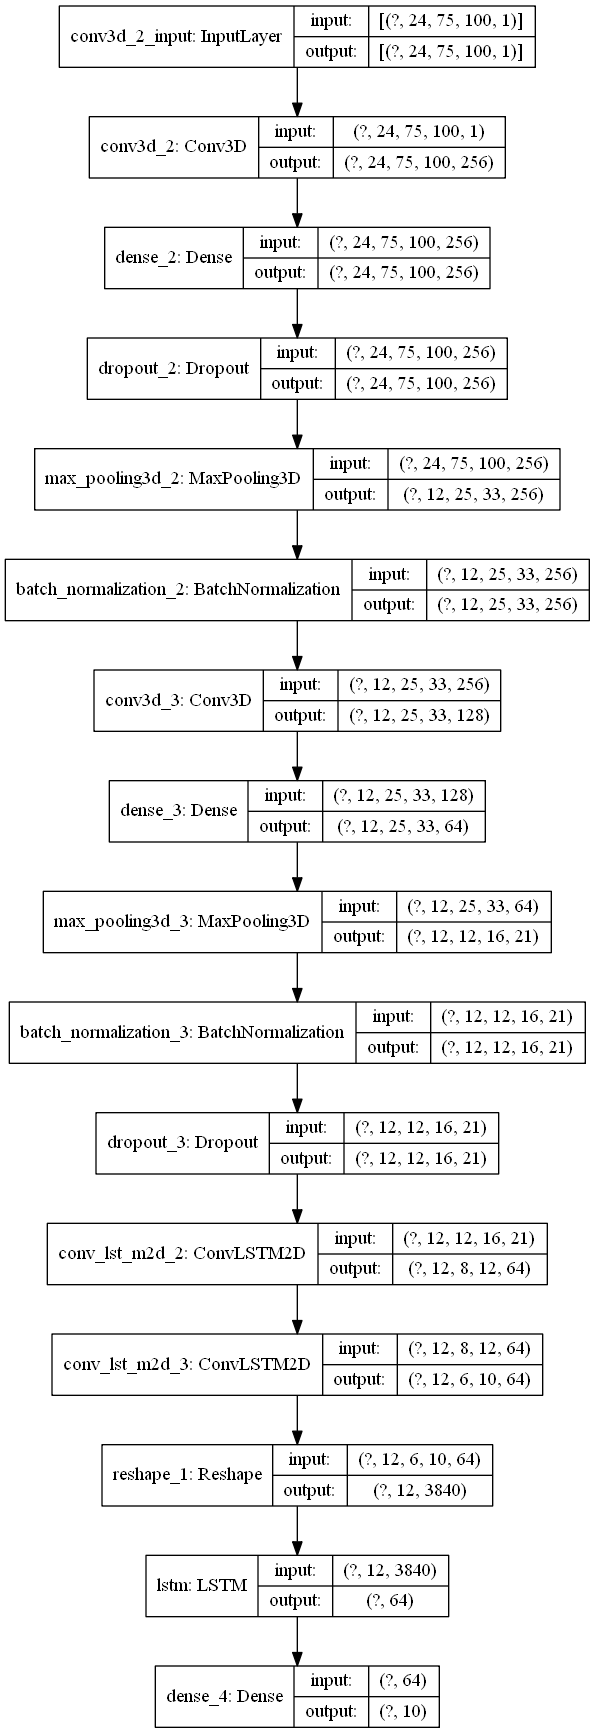 conv3d_2_input: InputLayer
input:
[(?, 24, 75, 100, 1)]
output:
[(?, 24, 75, 100, 1)]
conv3d_2: Conv3D
input:
(?, 24, 75, 100, 1)
output:
(?, 24, 75, 100, 256)
dense_2: Dense
input:
(?, 24, 75, 100, 256)
output:
(?, 24, 75, 100, 256)
dropout_2: Dropout
input:
(?, 24, 75, 100, 256)
output:
(?, 24, 75, 100, 256)
max_pooling3d_2: MaxPooling3D
input:
(?, 24, 75, 100, 256)
output:
(?, 12, 25, 33, 256)
batch_normalization_2: BatchNormalization
input:
(?, 12, 25, 33, 256)
output:
(?, 12, 25, 33, 256)
conv3d_3: Conv3D
input:
(?, 12, 25, 33, 256)
output:
(?, 12, 25, 33, 128)
dense_3: Dense
input:
(?, 12, 25, 33, 128)
output:
(?, 12, 25, 33, 64)
max_pooling3d_3: MaxPooling3D
input:
(?, 12, 25, 33, 64)
output:
(?, 12, 12, 16, 21)
batch_normalization_3: BatchNormalization
input:
(?, 12, 12, 16, 21)
output:
(?, 12, 12, 16, 21)
dropout_3: Dropout
input:
(?, 12, 12, 16, 21)
output:
(?, 12, 12, 16, 21)
conv_lst_m2d_2: ConvLSTM2D
input:
(?, 12, 12, 16, 21)
output:
(?, 12, 8, 12, 64)
conv_lst_m2d_3: ConvLSTM2D
input:
(?, 12, 8, 12, 64)
output:
(?, 12, 6, 10, 64)
reshape_1: Reshape
input:
(?, 12, 6, 10, 64)
output:
(?, 12, 3840)
lstm: LSTM
input:
(?, 12, 3840)
output:
(?, 64)
dense_4: Dense
input:
(?, 64)
output:
(?, 10)